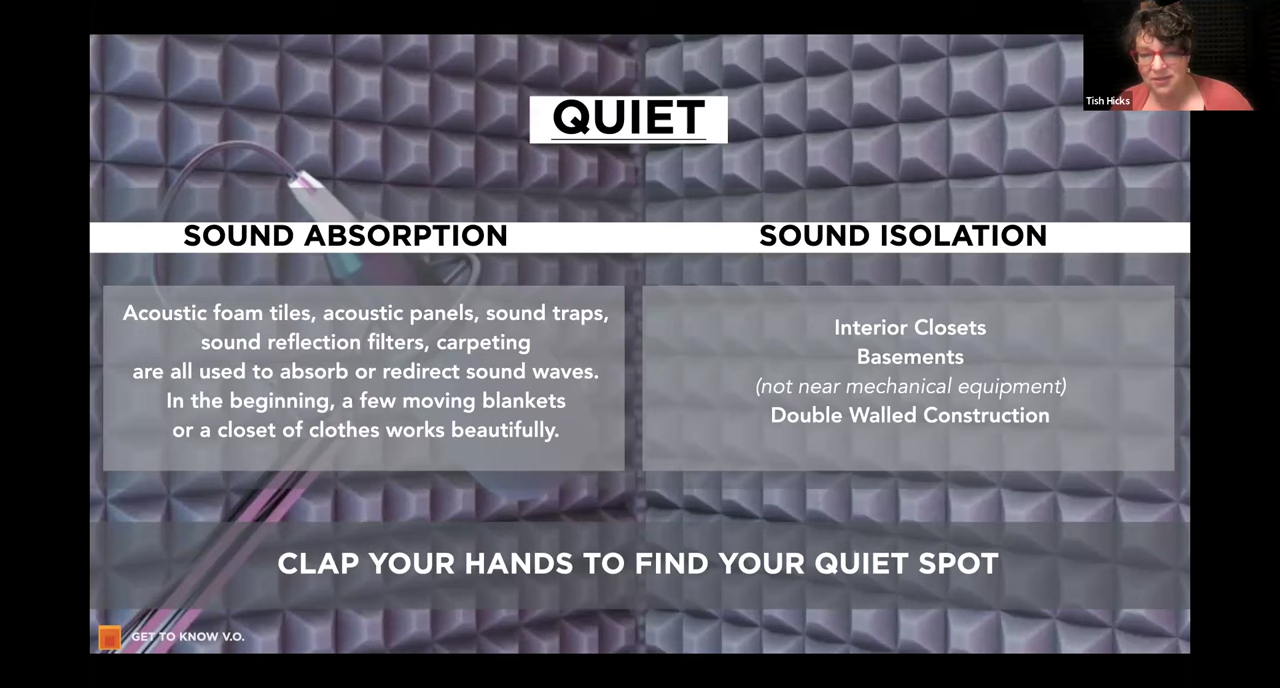 Tish Hicks
QUIET
SOUND ABSORPTION
SOUND ISOLATION
Acoustic foam tiles, acoustic panels, sound traps,
sound reflection filters, carpeting
are all used to absorb or redirect sound waves.
In the beginning, a few moving blankets
or a closet of clothes works beautifully.
Interior Closets
Basements
(not near mechanical equipment)
Double Walled Construction
CLAP YOUR HANDS TO FIND YOUR QUIET SPOT
GET TO KNOW V.O.